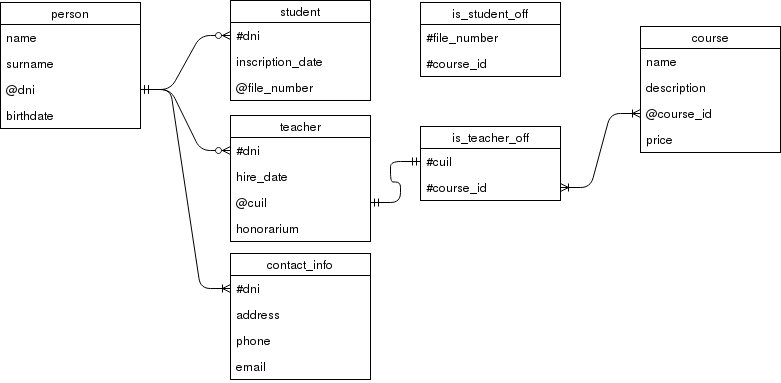 person
name
surname
@dni
birthdate
student
#dni
inscription_date
@file_number
teacher
#dni
hire_date
@cuil
honorarium
contact_info
#dni
address
phone
email
is_student_off
#file_number
#course_id
is_teacher_off
#cuil
#course_id
course
name
description
@course_id
price